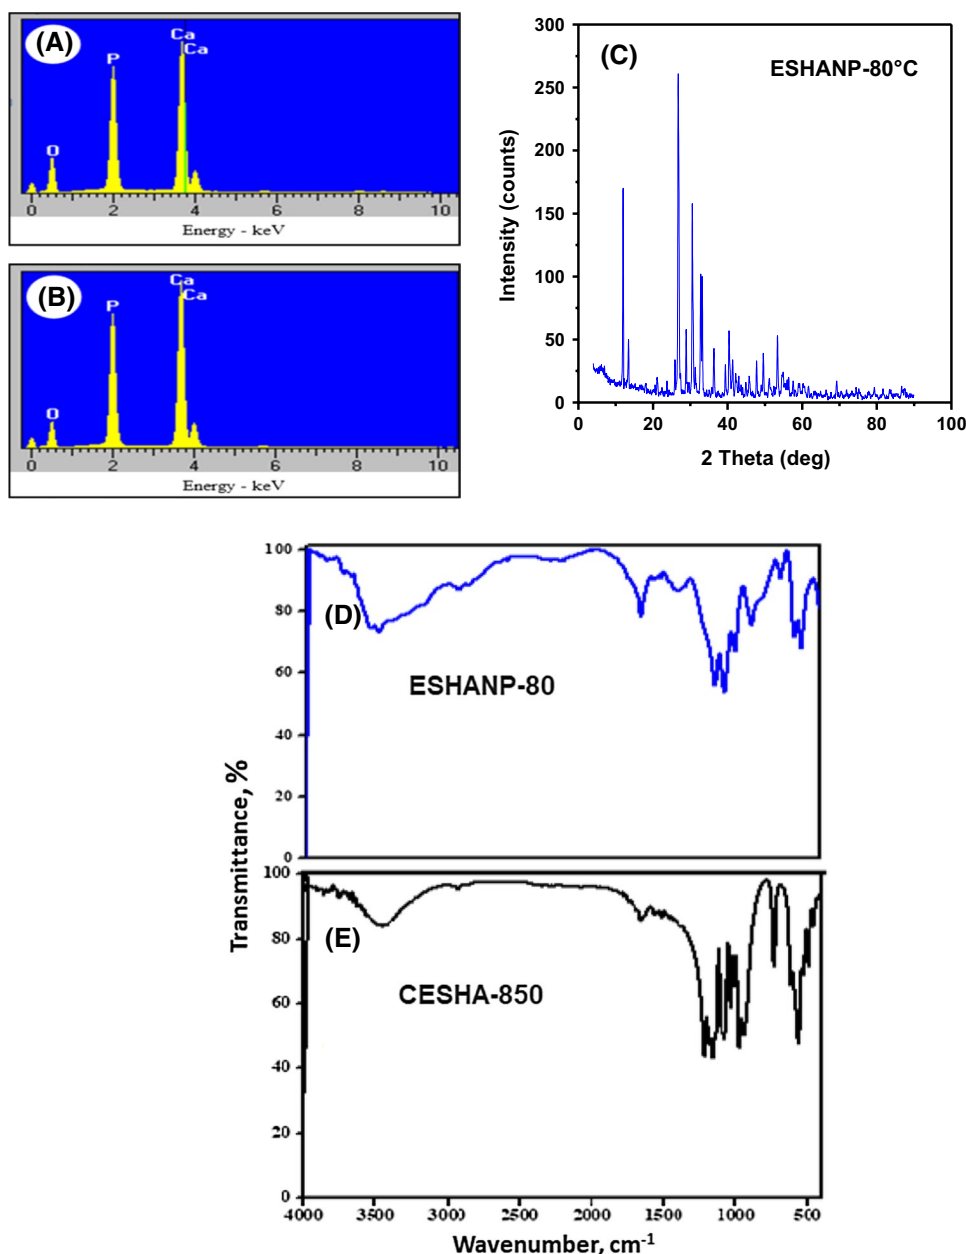 (A)
Ca
Ca
P
O
0 2 4 6 8 10
Energy - keV
(B)
Ca
Ca
P
O
0 2 4 6 8 10
Energy - keV
(C)
ESHANP-80°C
300
250
200
150
100
50
0
Intensity (counts)
0 20 40 60 80 100
2 Theta (deg)
100
80
60
40
20
0
(D)
ESHANP-80
Transmittance, %
100
80
60
40
20
0
(E)
CESHA-850
4000 3500 3000 2500 2000 1500 1000 500
Wavenumber, cm-1